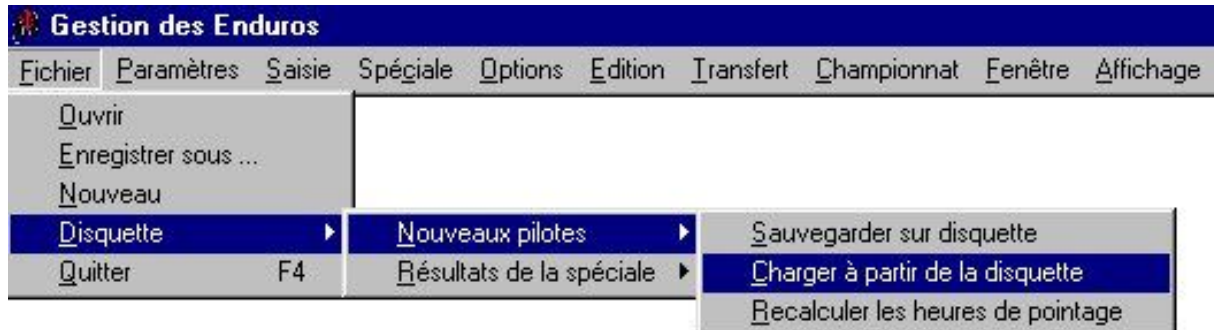 Gestion des Enduros
Fichier Paramètres Saisie Spéciale Options Edition Transfert Championnat Fenêtre Affichage
Ouvrir
Enregistrer sous ...
Nouveau
Disquette Nouveaux pilotes Sauvegarder sur disquette
Quitter F4 Résultats de la spéciale Charger à partir de la disquette
Recalculer les heures de pointage